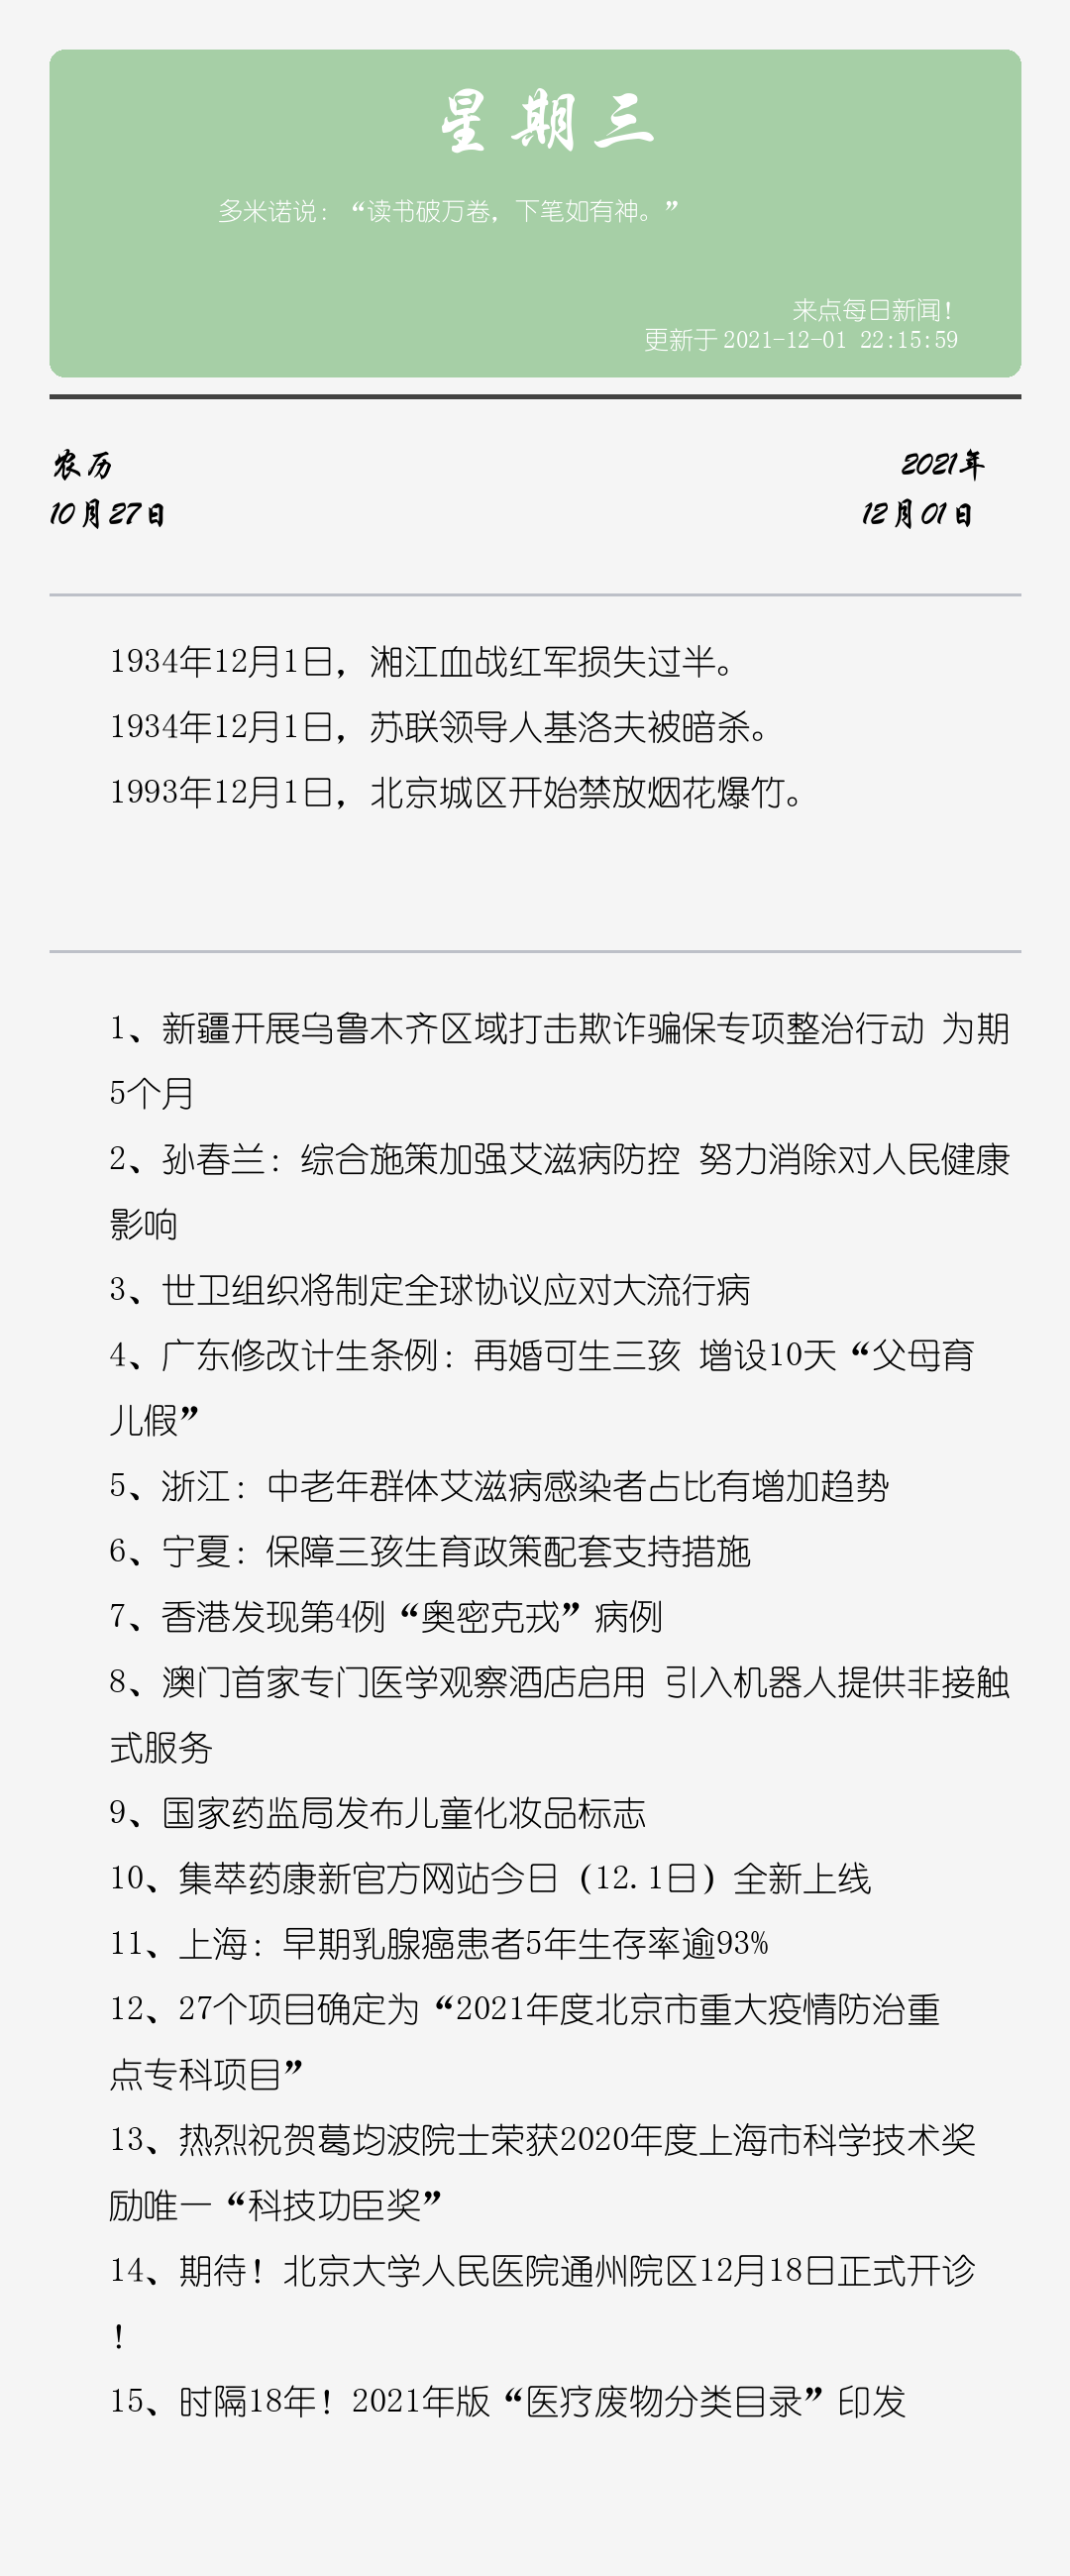 星期三
多米诺说：“读书破万卷，下笔如有神。”
来点每日新闻！
更新于 2021-12-01 22:15:59
农历
10月27日
2021年
12月01日
1934年12月1日，湘江血战红军损失过半。
1934年12月1日，苏联领导人基洛夫被暗杀。
1993年12月1日，北京城区开始禁放烟花爆竹。
1、新疆开展乌鲁木齐区域打击欺诈骗保专项整治行动 为期
5个月
2、孙春兰：综合施策加强艾滋病防控 努力消除对人民健康
影响
3、世卫组织将制定全球协议应对大流行病
4、广东修改计生条例：再婚可生三孩 增设10天“父母育
儿假”
5、浙江：中老年群体艾滋病感染者占比有增加趋势
6、宁夏：保障三孩生育政策配套支持措施
7、香港发现第4例“奥密克戎”病例
8、澳门首家专门医学观察酒店启用 引入机器人提供非接触
式服务
9、国家药监局发布儿童化妆品标志
10、集萃药康新官方网站今日（12.1日）全新上线
11、上海：早期乳腺癌患者5年生存率逾93%
12、27个项目确定为“2021年度北京市重大疫情防治重
点专科项目”
13、热烈祝贺葛均波院士荣获2020年度上海市科学技术奖
励唯一“科技功臣奖”
14、期待！北京大学人民医院通州院区12月18日正式开诊
！
15、时隔18年！2021年版“医疗废物分类目录”印发